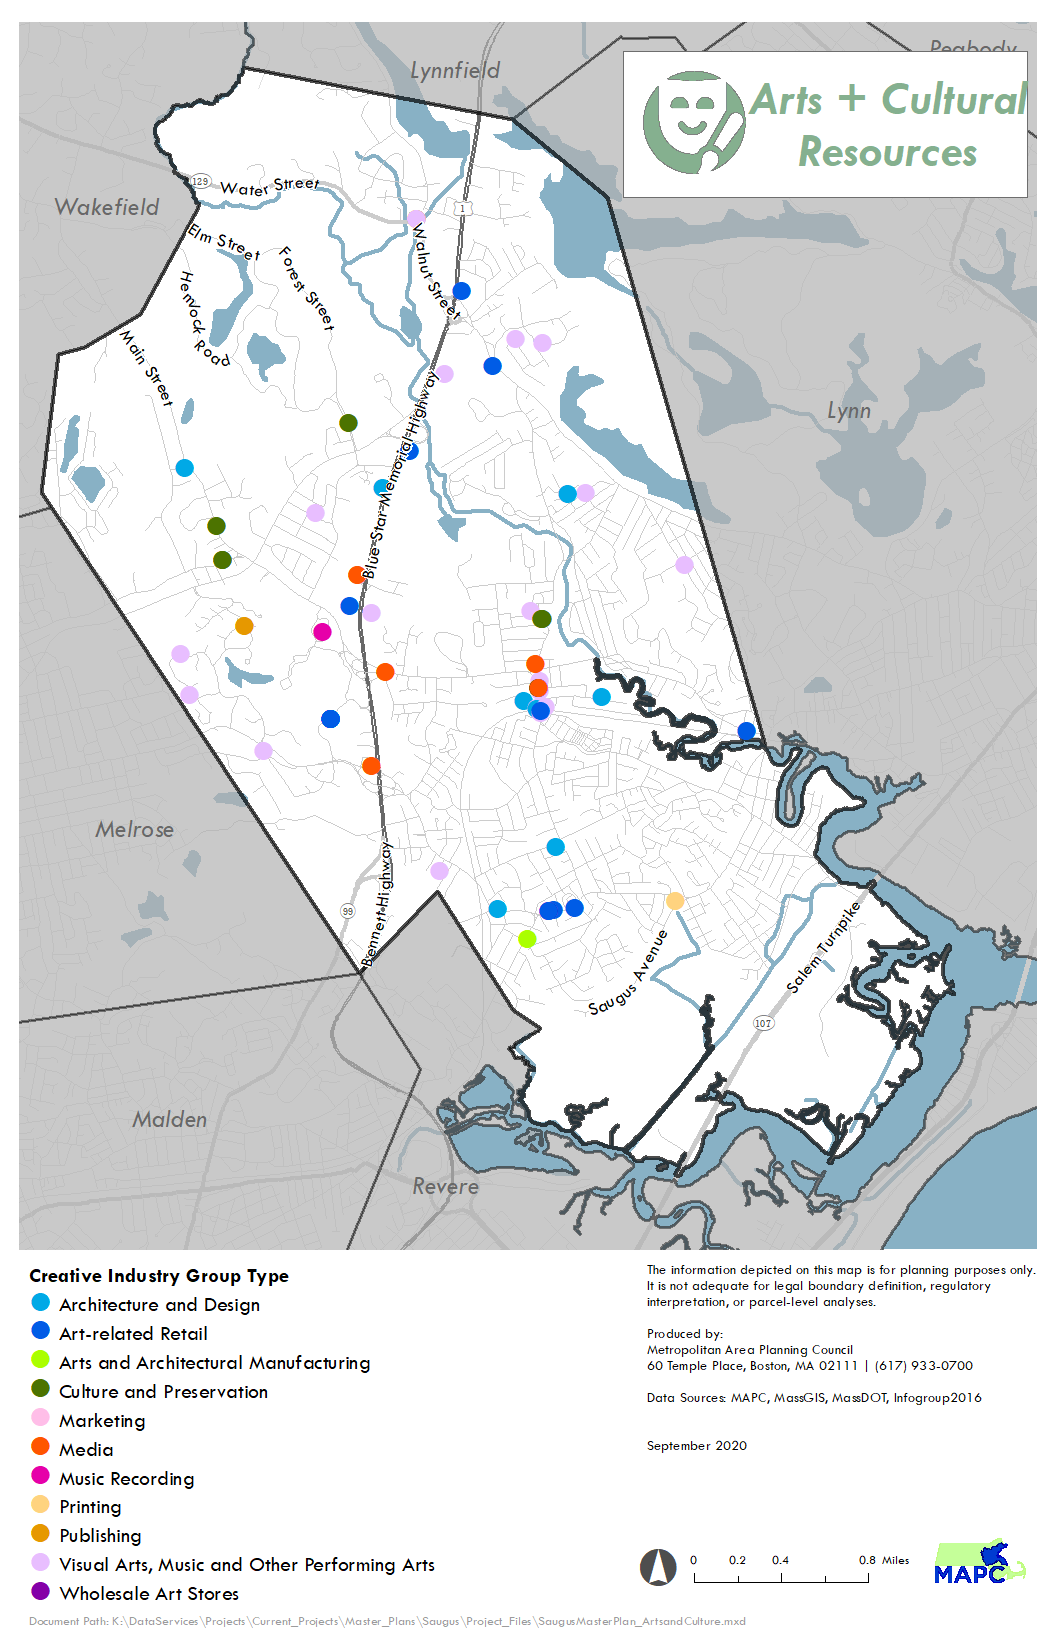 Lynnfield
Peabody
Arts + Cultural
Resources
129
Water Street
1
Wakefield
Elm Street
Walnut Street
Forest Street
Hemlock Road
Main Street
Lynn
Blue Star Memorial Highway
Melrose
Bennett Highway
99
Saugus Avenue
Salem Turnpike
107
Malden
Revere
Creative Industry Group Type
Architecture and Design
Art-related Retail
Arts and Architectural Manufacturing
Culture and Preservation
Marketing
Media
Music Recording
Printing
Publishing
Visual Arts, Music and Other Performing Arts
Wholesale Art Stores
The information depicted on this map is for planning purposes only.
It is not adequate for legal boundary definition, regulatory
interpretation, or parcel-level analyses.
Produced by:
Metropolitan Area Planning Council
60 Temple Place, Boston, MA 02111 | (617) 933-0700
Data Sources: MAPC, MassGIS, MassDOT, Infogroup2016
September 2020
0 0.2 0.4 0.8 Miles
MAPC
Document Path: K:\DataServices\Projects\Current_Projects\Master_Plans\Saugus\Project_Files\SaugusMasterPlan_ArtsandCulture.mxd